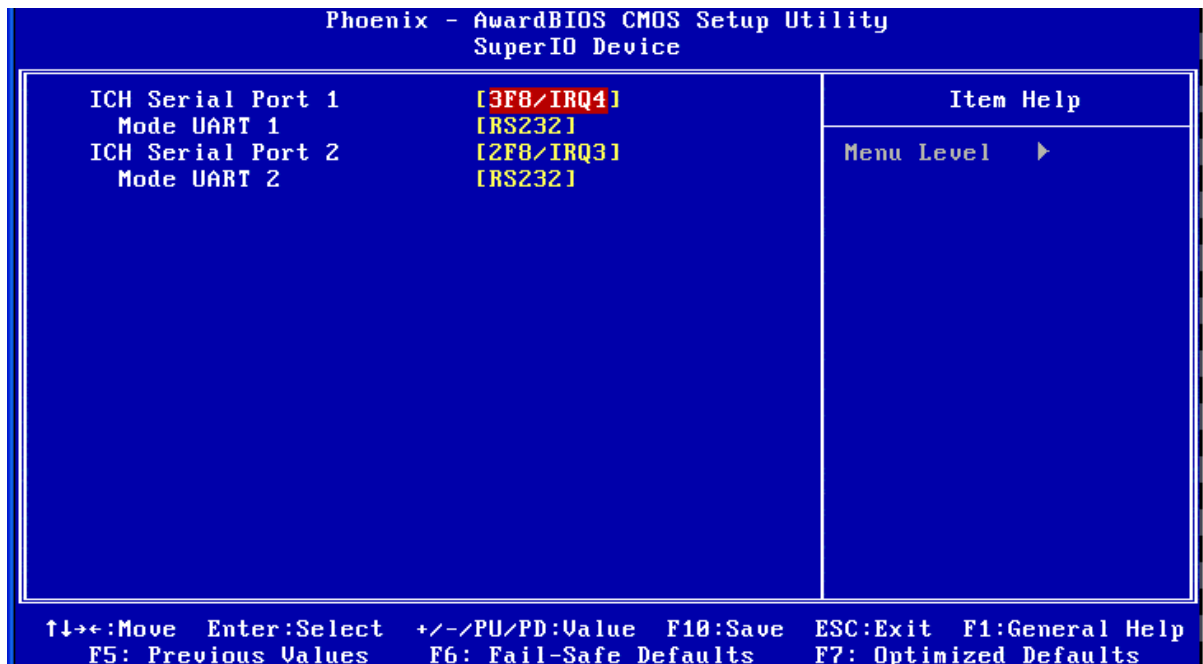 Phoenix - AwardBIOS CMOS Setup Utility
SuperIO Device
ICH Serial Port 1 [3F8/IRQ4]
Mode UART 1 [RS232]
ICH Serial Port 2 [2F8/IRQ3]
Mode UART 2 [RS232]
Item Help
Menu Level ▶
↑↓→←:Move Enter:Select +/-/PU/PD:Value F10:Save ESC:Exit F1:General Help
F5: Previous Values F6: Fail-Safe Defaults F7: Optimized Defaults